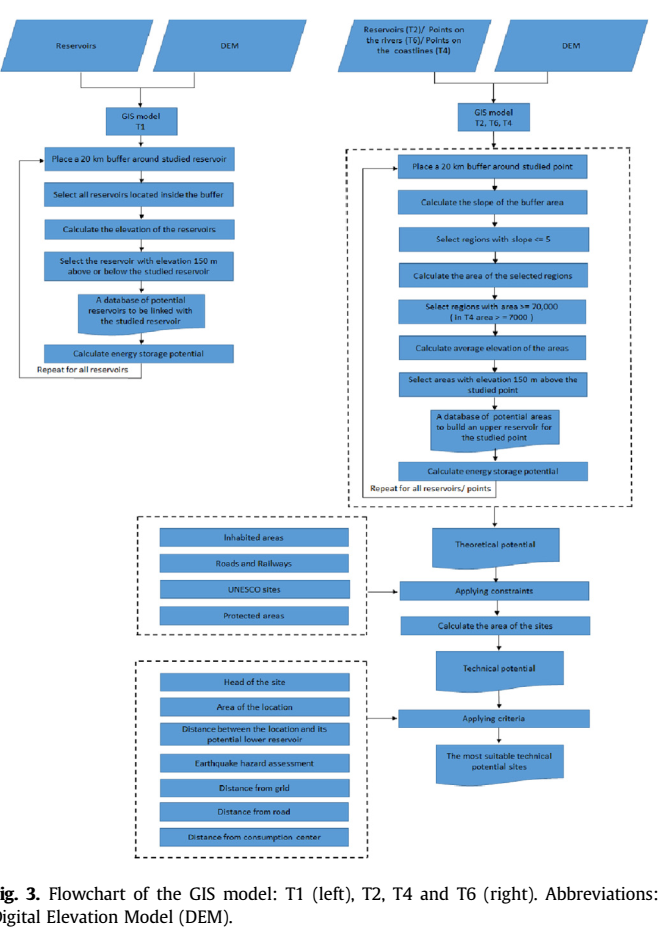 Reservoirs
DEM
GIS model
T1
Place a 20 km buffer around studied reservoir
Select all reservoirs located inside the buffer
Calculate the elevation of the reservoirs
Select the reservoir with elevation 150 m
above or below the studied reservoir
A database of potential
reservoirs to be linked with
the studied reservoir
Calculate energy storage potential
Repeat for all reservoirs
Reservoirs (T2)/ Points on
the rivers (T6)/ Points on
the coastlines (T4)
DEM
GIS model
T2, T6, T4
Place a 20 km buffer around studied point
Calculate the slope of the buffer area
Select regions with slope <= 5
Calculate the area of the selected regions
Select regions with area >= 20,000
( In T4 area > = 7000 )
Calculate average elevation of the areas
Select areas with elevation 150 m above the
studied point
A database of potential areas
to build an upper reservoir for
the studied point
Calculate energy storage potential
Repeat for all reservoirs/ points
Theoretical potential
Inhabited areas
Roads and Railways
UNESCO sites
Protected areas
Applying constraints
Calculate the area of the sites
Technical potential
Head of the site
Area of the location
Distance between the location and its
potential lower reservoir
Earthquake hazard assessment
Distance from grid
Distance from road
Distance from consumption center
Applying criteria
The most suitable technical
potential sites
ig. 3. Flowchart of the GIS model: T1 (left), T2, T4 and T6 (right). Abbreviations:
Digital Elevation Model (DEM).